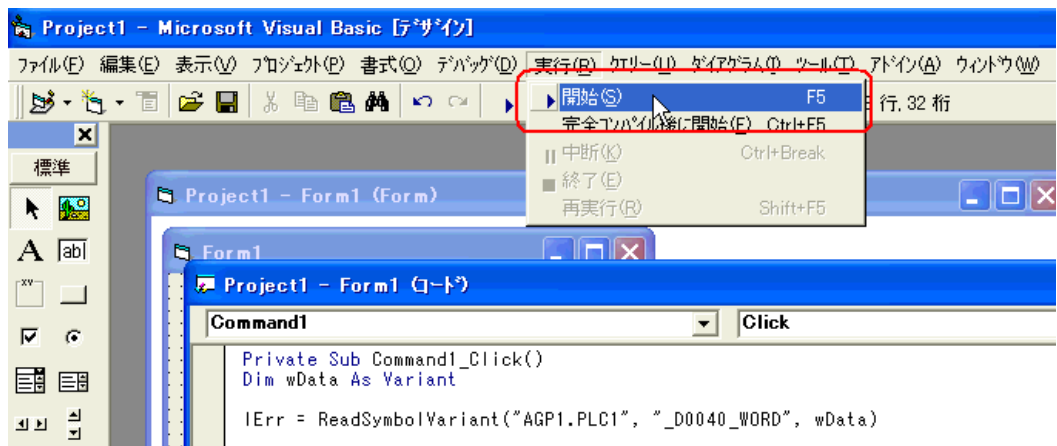 Project1 - Microsoft Visual Basic [ﾃﾞｻﾞｲﾝ]
ﾌｧｲﾙ(F) 編集(E) 表示(V) ﾌﾟﾛｼﾞｪｸﾄ(P) 書式(O) ﾃﾞﾊﾞｯｸﾞ(D) 実行(R) ｸｴﾘｰ(U) ﾀﾞｲｱｸﾞﾗﾑ(I) ﾂｰﾙ(T) ｱﾄﾞｲﾝ(A) ｳｨﾝﾄﾞｳ(W)
行, 32 桁
開始(S) F5
完全ｺﾝﾊﾟｲﾙ後に開始(F) Ctrl+F5
中断(K) Ctrl+Break
終了(E)
再実行(R) Shift+F5
標準
A ab
xv
Project1 - Form1 (Form)
Form1
Project1 - Form1 (ｺｰﾄﾞ)
Command1 Click
Private Sub Command1_Click()
Dim wData As Variant
lErr = ReadSymbolVariant("AGP1.PLC1", "_D0040_WORD", wData)